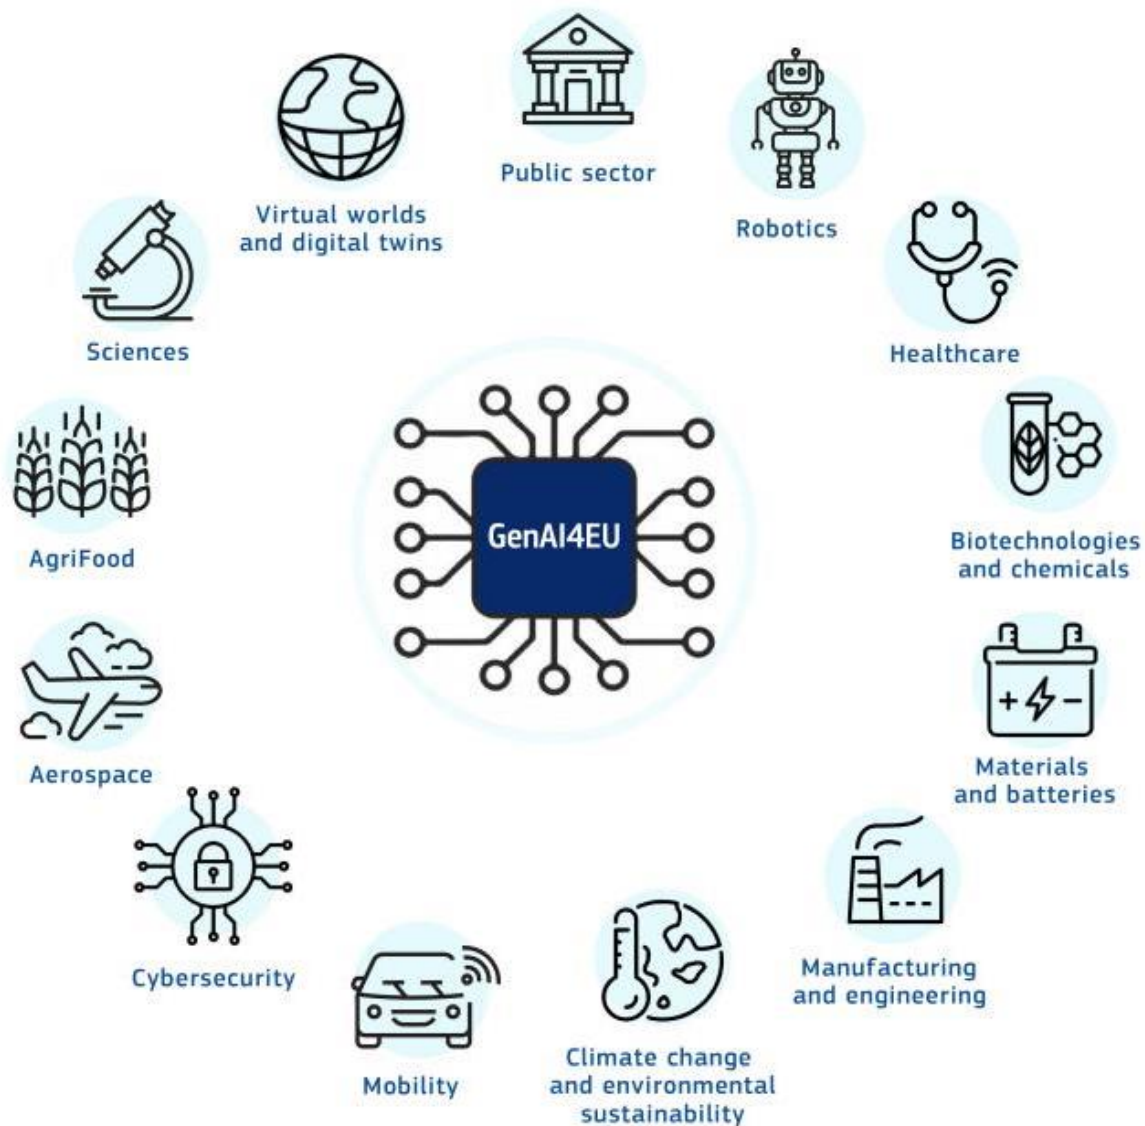 Public sector
Robotics
Healthcare
Biotechnologies
and chemicals
Materials
and batteries
Manufacturing
and engineering
Climate change
and environmental
sustainability
Mobility
Cybersecurity
Aerospace
AgriFood
Sciences
Virtual worlds
and digital twins
GenAI4EU